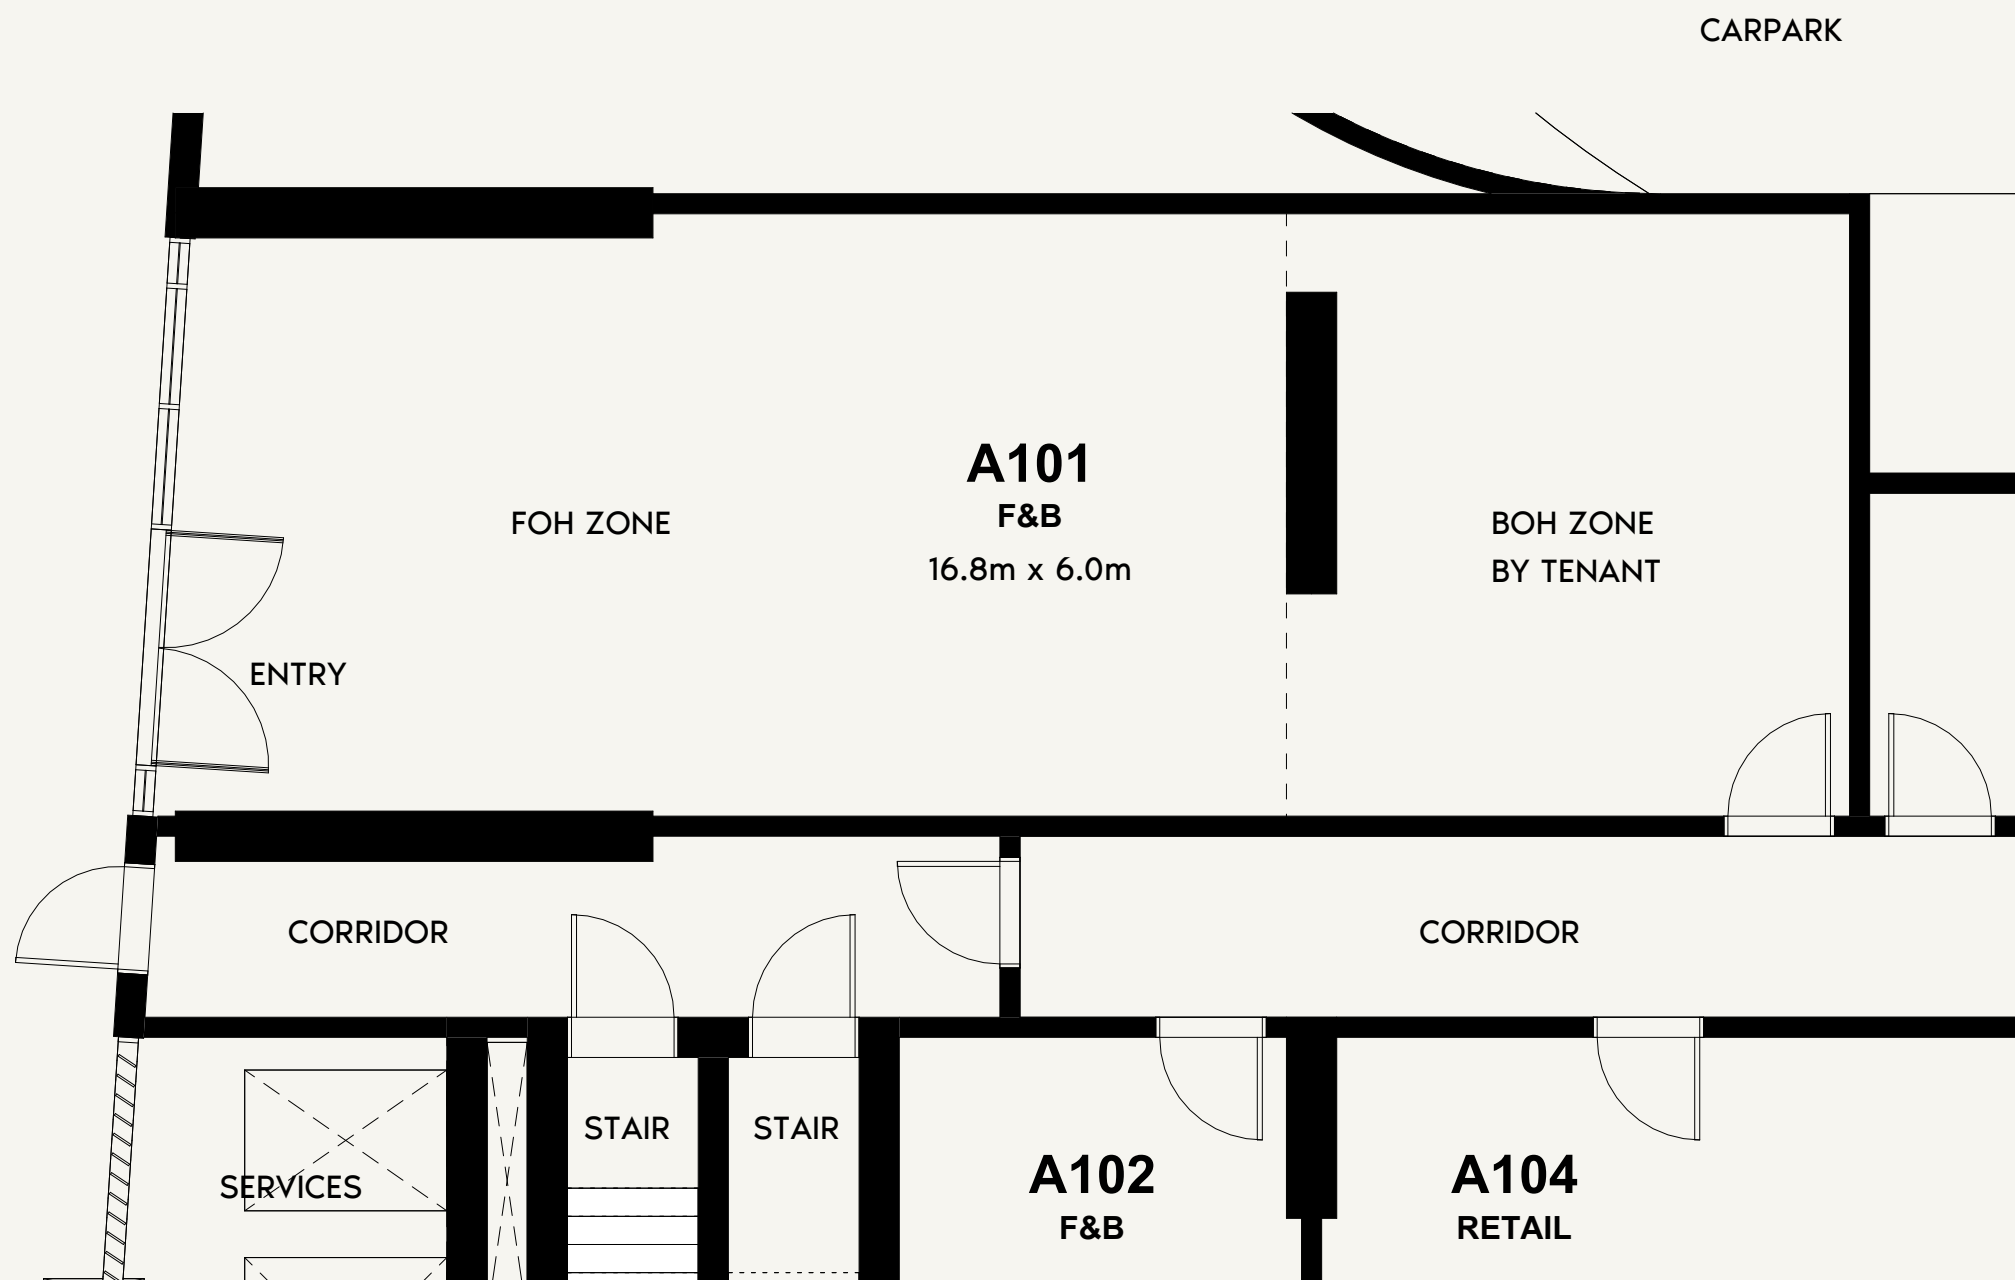 CARPARK
A101
F&B
16.8m x 6.0m
FOH ZONE
BOH ZONE
BY TENANT
ENTRY
CORRIDOR
CORRIDOR
STAIR
STAIR
SERVICES
A102
F&B
A104
RETAIL